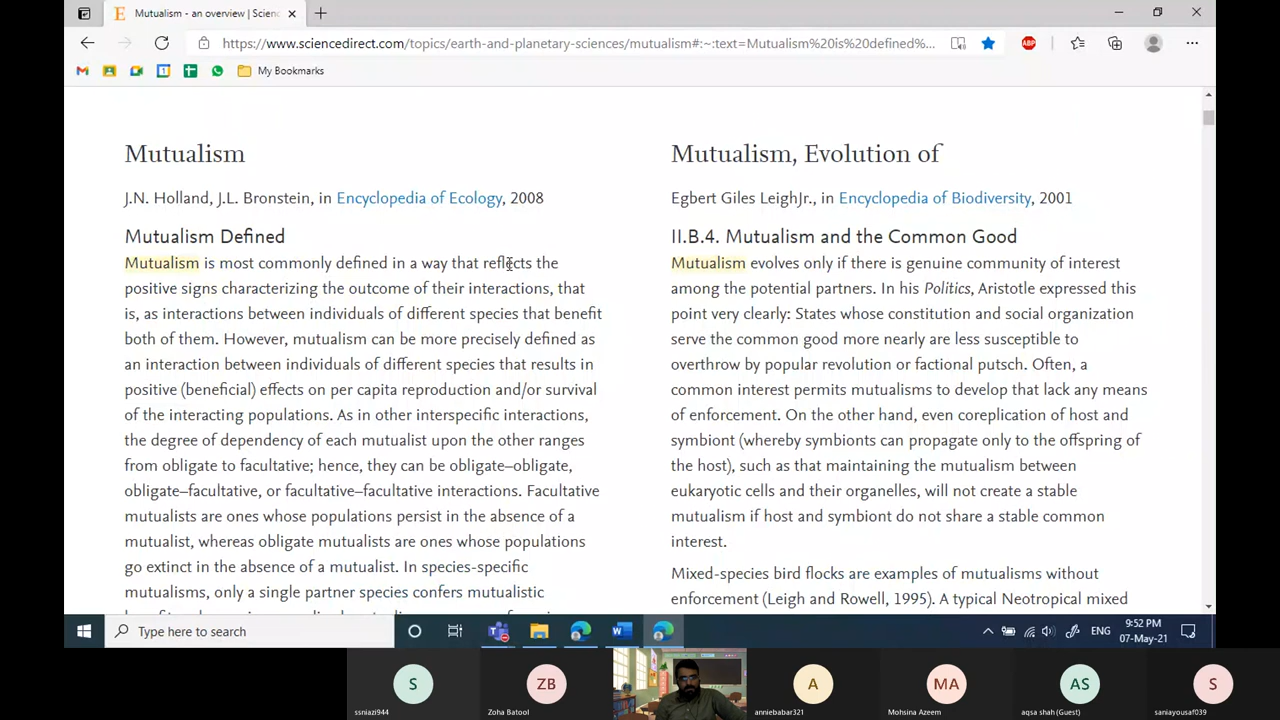 Mutualism - an overview | Scienc
https://www.sciencedirect.com/topics/earth-and-planetary-sciences/mutualism#:~:text=Mutualism%20is%20defined%...
ABP
My Bookmarks
Mutualism
J.N. Holland, J.L. Bronstein, in Encyclopedia of Ecology, 2008
Mutualism Defined
Mutualism is most commonly defined in a way that reflects the
positive signs characterizing the outcome of their interactions, that
is, as interactions between individuals of different species that benefit
both of them. However, mutualism can be more precisely defined as
an interaction between individuals of different species that results in
positive (beneficial) effects on per capita reproduction and/or survival
of the interacting populations. As in other interspecific interactions,
the degree of dependency of each mutualist upon the other ranges
from obligate to facultative; hence, they can be obligate–obligate,
obligate–facultative, or facultative–facultative interactions. Facultative
mutualists are ones whose populations persist in the absence of a
mutualist, whereas obligate mutualists are ones whose populations
go extinct in the absence of a mutualist. In species-specific
mutualisms, only a single partner species confers mutualistic
Mutualism, Evolution of
Egbert Giles LeighJr., in Encyclopedia of Biodiversity, 2001
II.B.4. Mutualism and the Common Good
Mutualism evolves only if there is genuine community of interest
among the potential partners. In his Politics, Aristotle expressed this
point very clearly: States whose constitution and social organization
serve the common good more nearly are less susceptible to
overthrow by popular revolution or factional putsch. Often, a
common interest permits mutualisms to develop that lack any means
of enforcement. On the other hand, even coreplication of host and
symbiont (whereby symbionts can propagate only to the offspring of
the host), such as that maintaining the mutualism between
eukaryotic cells and their organelles, will not create a stable
mutualism if host and symbiont do not share a stable common
interest.
Mixed-species bird flocks are examples of mutualisms without
enforcement (Leigh and Rowell, 1995). A typical Neotropical mixed
Type here to search
ENG
9:52 PM
07-May-21
S
ZB
A
MA
AS
S
ssniazi944
Zoha Batool
anniebabar321
Mohsina Azeem
aqsa shah (Guest)
saniayousaf039